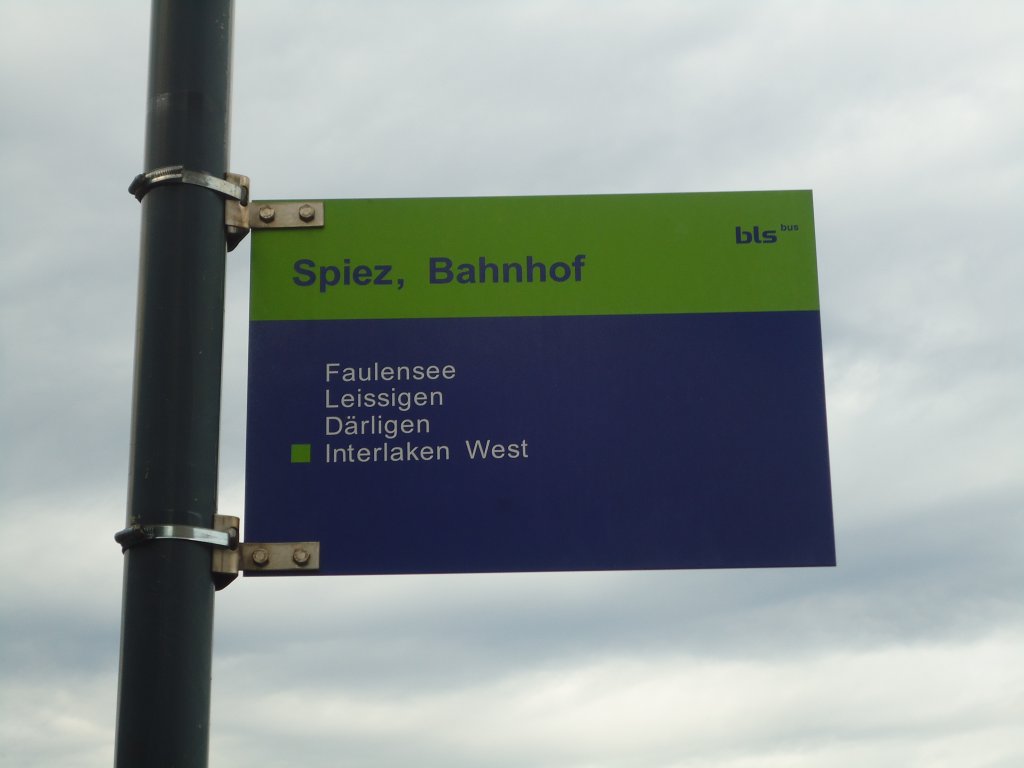 bls bus
Spiez, Bahnhof
Faulensee
Leissigen
Därligen
Interlaken West